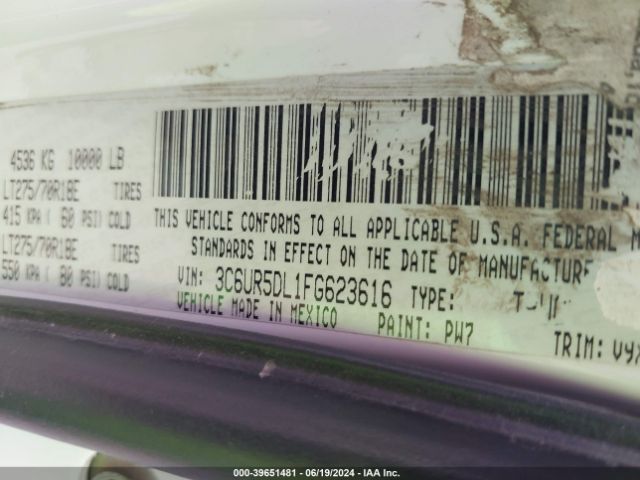 4536 KG 10000 LB
LT275/70R18E TIRES
415 KPA ( 60 PSI) COLD
LT275/70R18E TIRES
550 KPA ( 80 PSI) COLD
THIS VEHICLE CONFORMS TO ALL APPLICABLE U.S.A. FEDERAL M
STANDARDS IN EFFECT ON THE DATE OF MANUFACTURE
VIN: 3C6UR5DL1FG623616 TYPE:
VEHICLE MADE IN MEXICO PAINT: PW7 TRIM: V9X
000-39651481 - 06/19/2024 - IAA Inc.